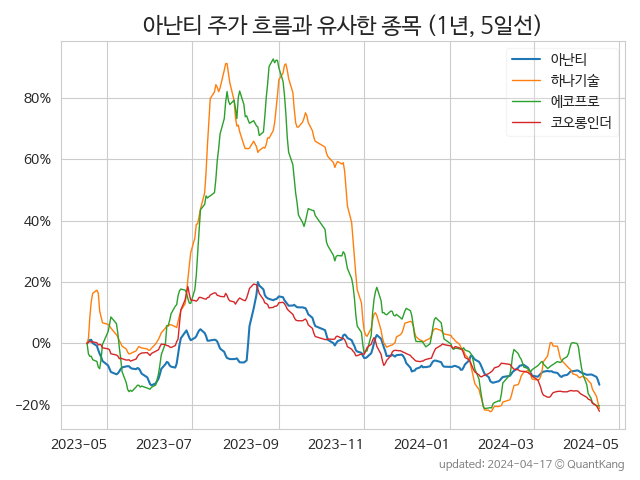 아난티 주가 흐름과 유사한 종목 (1년, 5일선)
아난티
하나기술
에코프로
코오롱인더
80%
60%
40%
20%
0%
−20%
2023-05 2023-07 2023-09 2023-11 2024-01 2024-03 2024-05
updated: 2024-04-17 © QuantKang